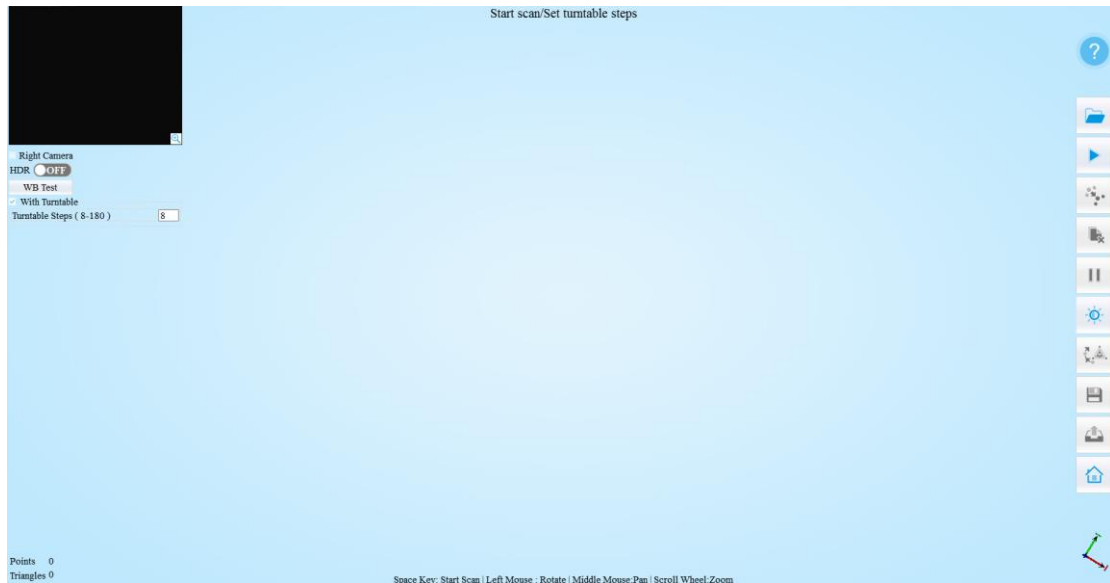 Start scan/Set turntable steps
?
Right Camera
HDR OFF
WB Test
With Turntable
Turntable Steps ( 8-180 ) 8
Points 0
Triangles 0
Space Key: Start Scan | Left Mouse : Rotate | Middle Mouse:Pan | Scroll Wheel:Zoom